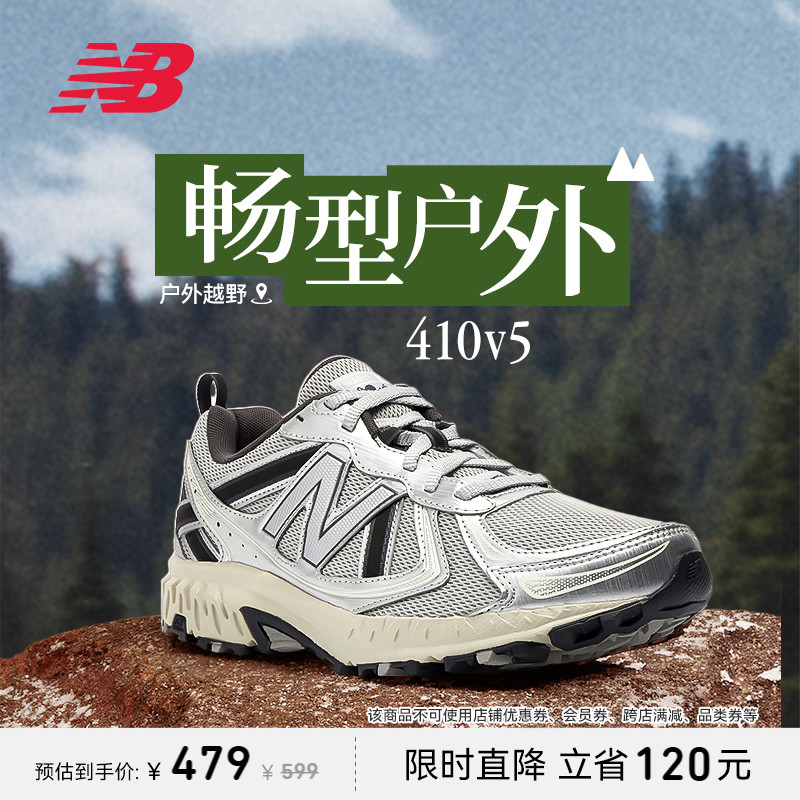 NB
畅型户外
户外越野
410v5
N
该商品不可使用店铺优惠券、会员券、跨店满减、品类券等
预估到手价: ¥ 479 ¥ 599
限时直降 立省120元